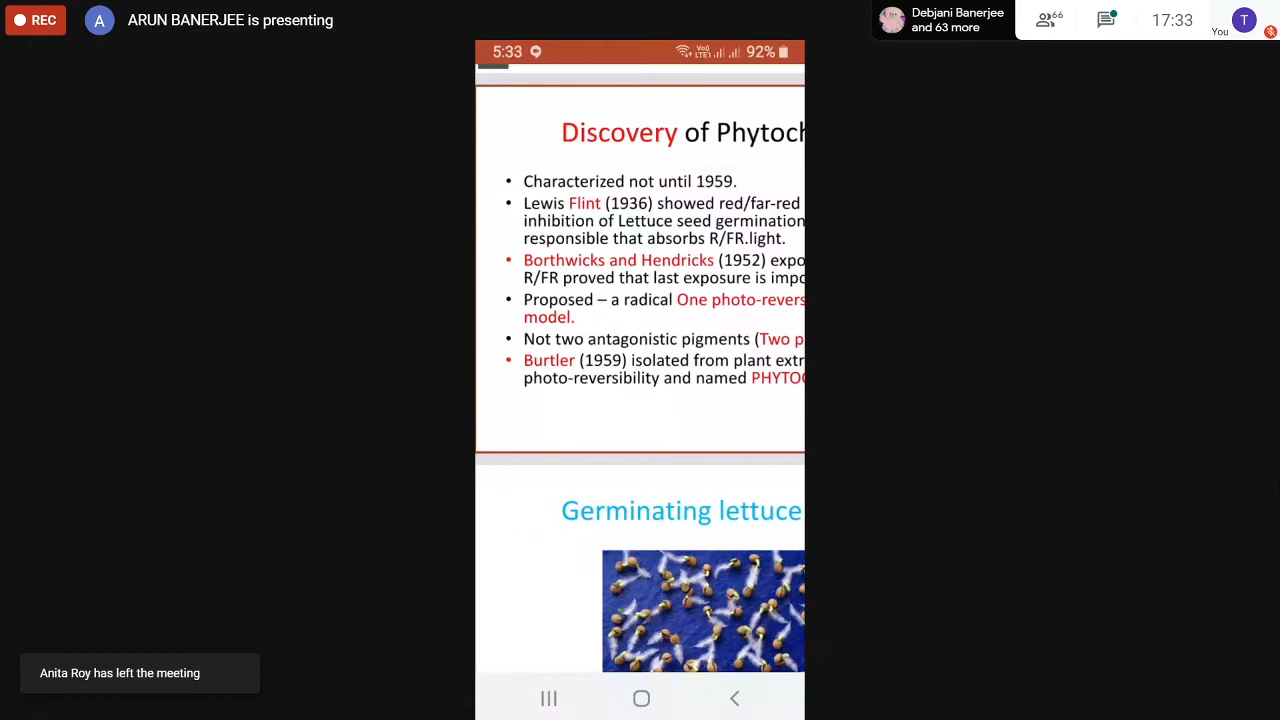 REC
A
ARUN BANERJEE is presenting
Debjani Banerjee
and 63 more
66
17:33
You
T
5:33
Vo)
LTE1
92%
Discovery of Phytoch
• Characterized not until 1959.
• Lewis Flint (1936) showed red/far-red
inhibition of Lettuce seed germination
responsible that absorbs R/FR.light.
• Borthwicks and Hendricks (1952) expo
R/FR proved that last exposure is impo
• Proposed – a radical One photo-revers
model.
• Not two antagonistic pigments (Two p
• Burtler (1959) isolated from plant extr
photo-reversibility and named PHYTOC
Germinating lettuce
Anita Roy has left the meeting